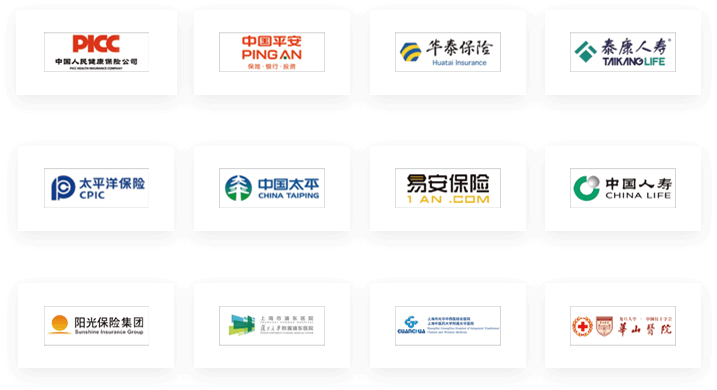 PICC
中国人民健康保险公司
PICC HEALTH INSURANCE COMPANY
中国平安
PING AN
保险·银行·投资
华泰保险
Huatai Insurance
泰康人寿
TAIKANG LIFE
太平洋保险
CPIC
中国太平
CHINA TAIPING
易安保险
1 AN .COM
中国人寿
CHINA LIFE
阳光保险集团
Sunshine Insurance Group
上海市浦东医院
复旦大学附属浦东医院
上海市光华中西医结合医院
上海中医药大学附属光华医院
GUANGHUA
复旦大学 · 中国红十字会
華山醫院